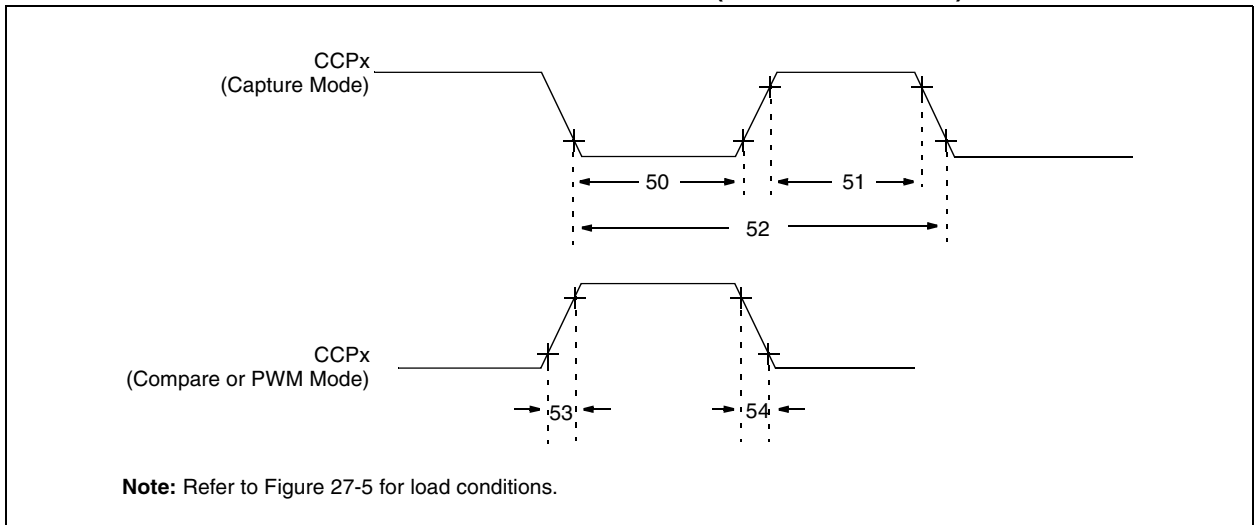 CCPx
(Capture Mode)
50
51
52
CCPx
(Compare or PWM Mode)
53
54
Note: Refer to Figure 27-5 for load conditions.